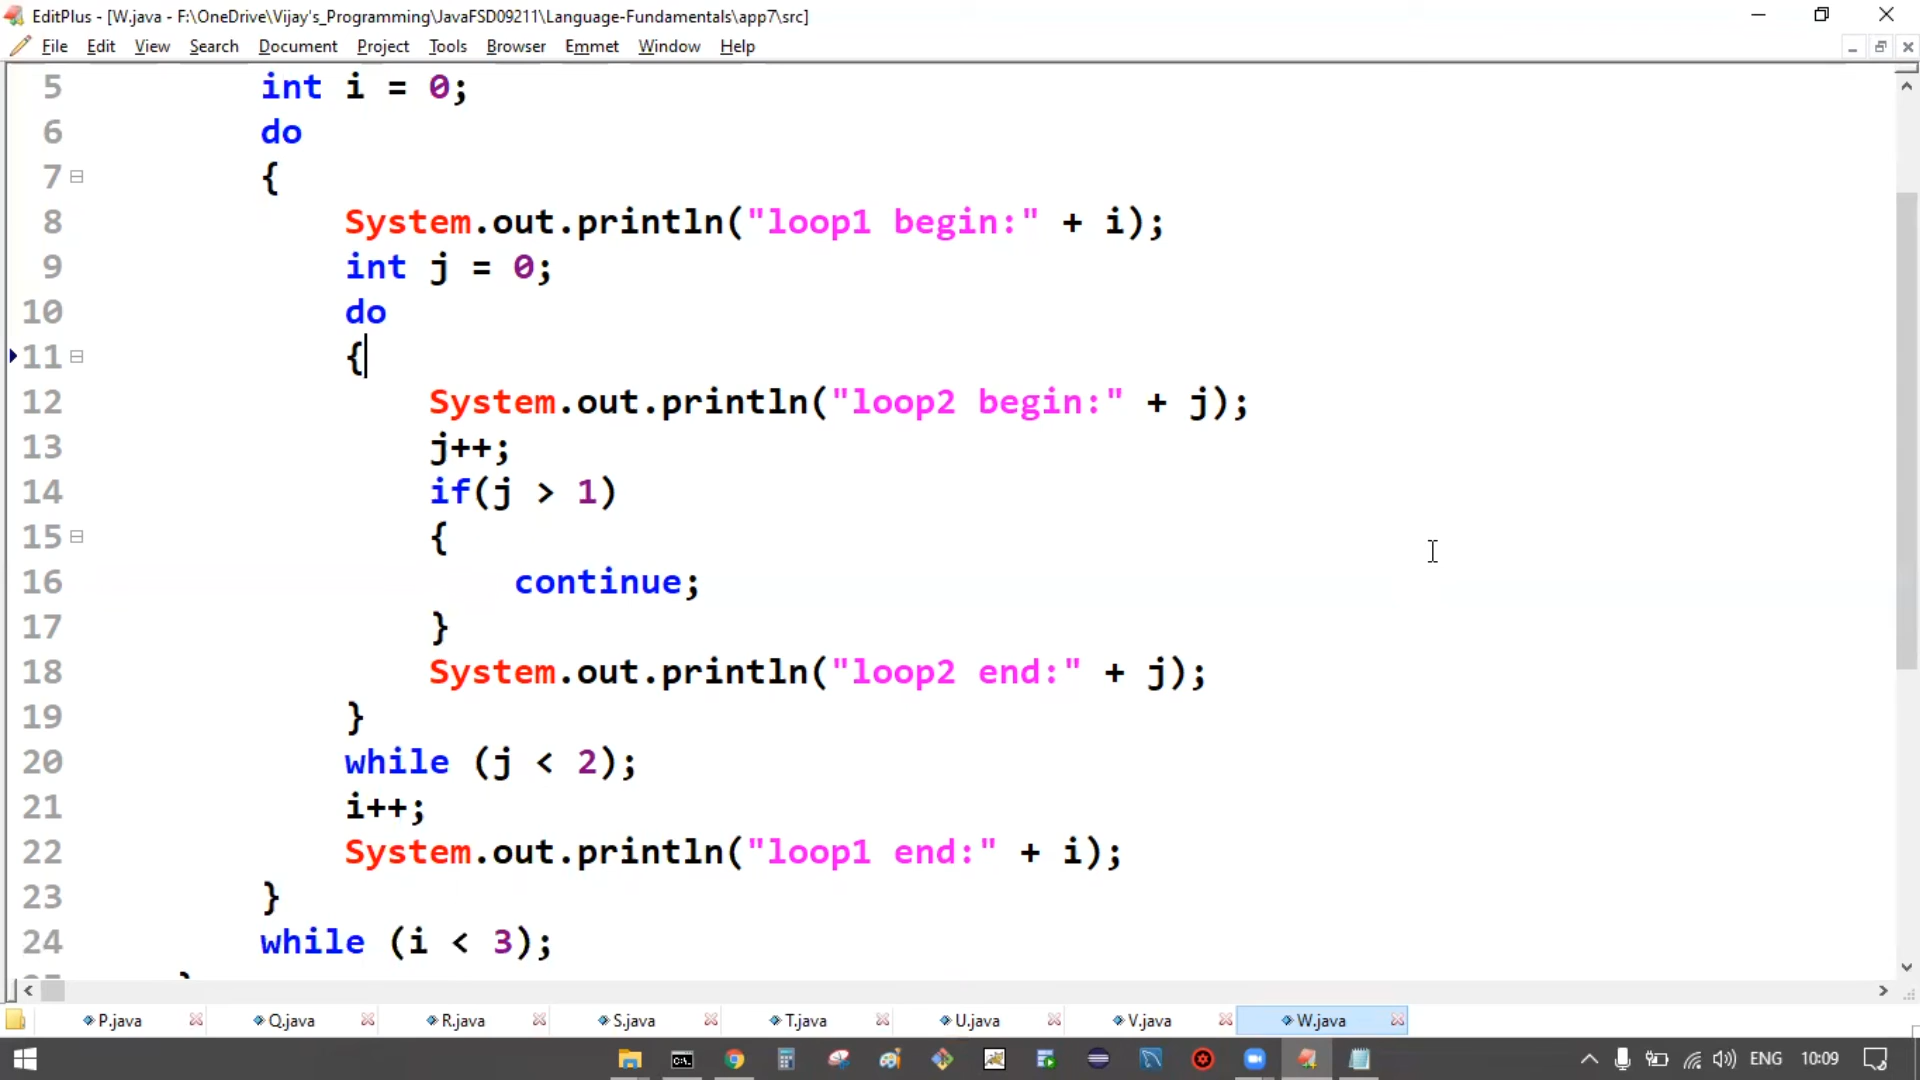 EditPlus - [W.java - F:\OneDrive\Vijay's_Programming\JavaFSD09211\Language-Fundamentals\app7\src]
File Edit View Search Document Project Tools Browser Emmet Window Help
5 int i = 0;
6 do
7 {
8 System.out.println("loop1 begin:" + i);
9 int j = 0;
10 do
11 {
12 System.out.println("loop2 begin:" + j);
13 j++;
14 if(j > 1)
15 {
16 continue;
17 }
18 System.out.println("loop2 end:" + j);
19 }
20 while (j < 2);
21 i++;
22 System.out.println("loop1 end:" + i);
23 }
24 while (i < 3);
P.java Q.java R.java S.java T.java U.java V.java W.java
ENG 10:09